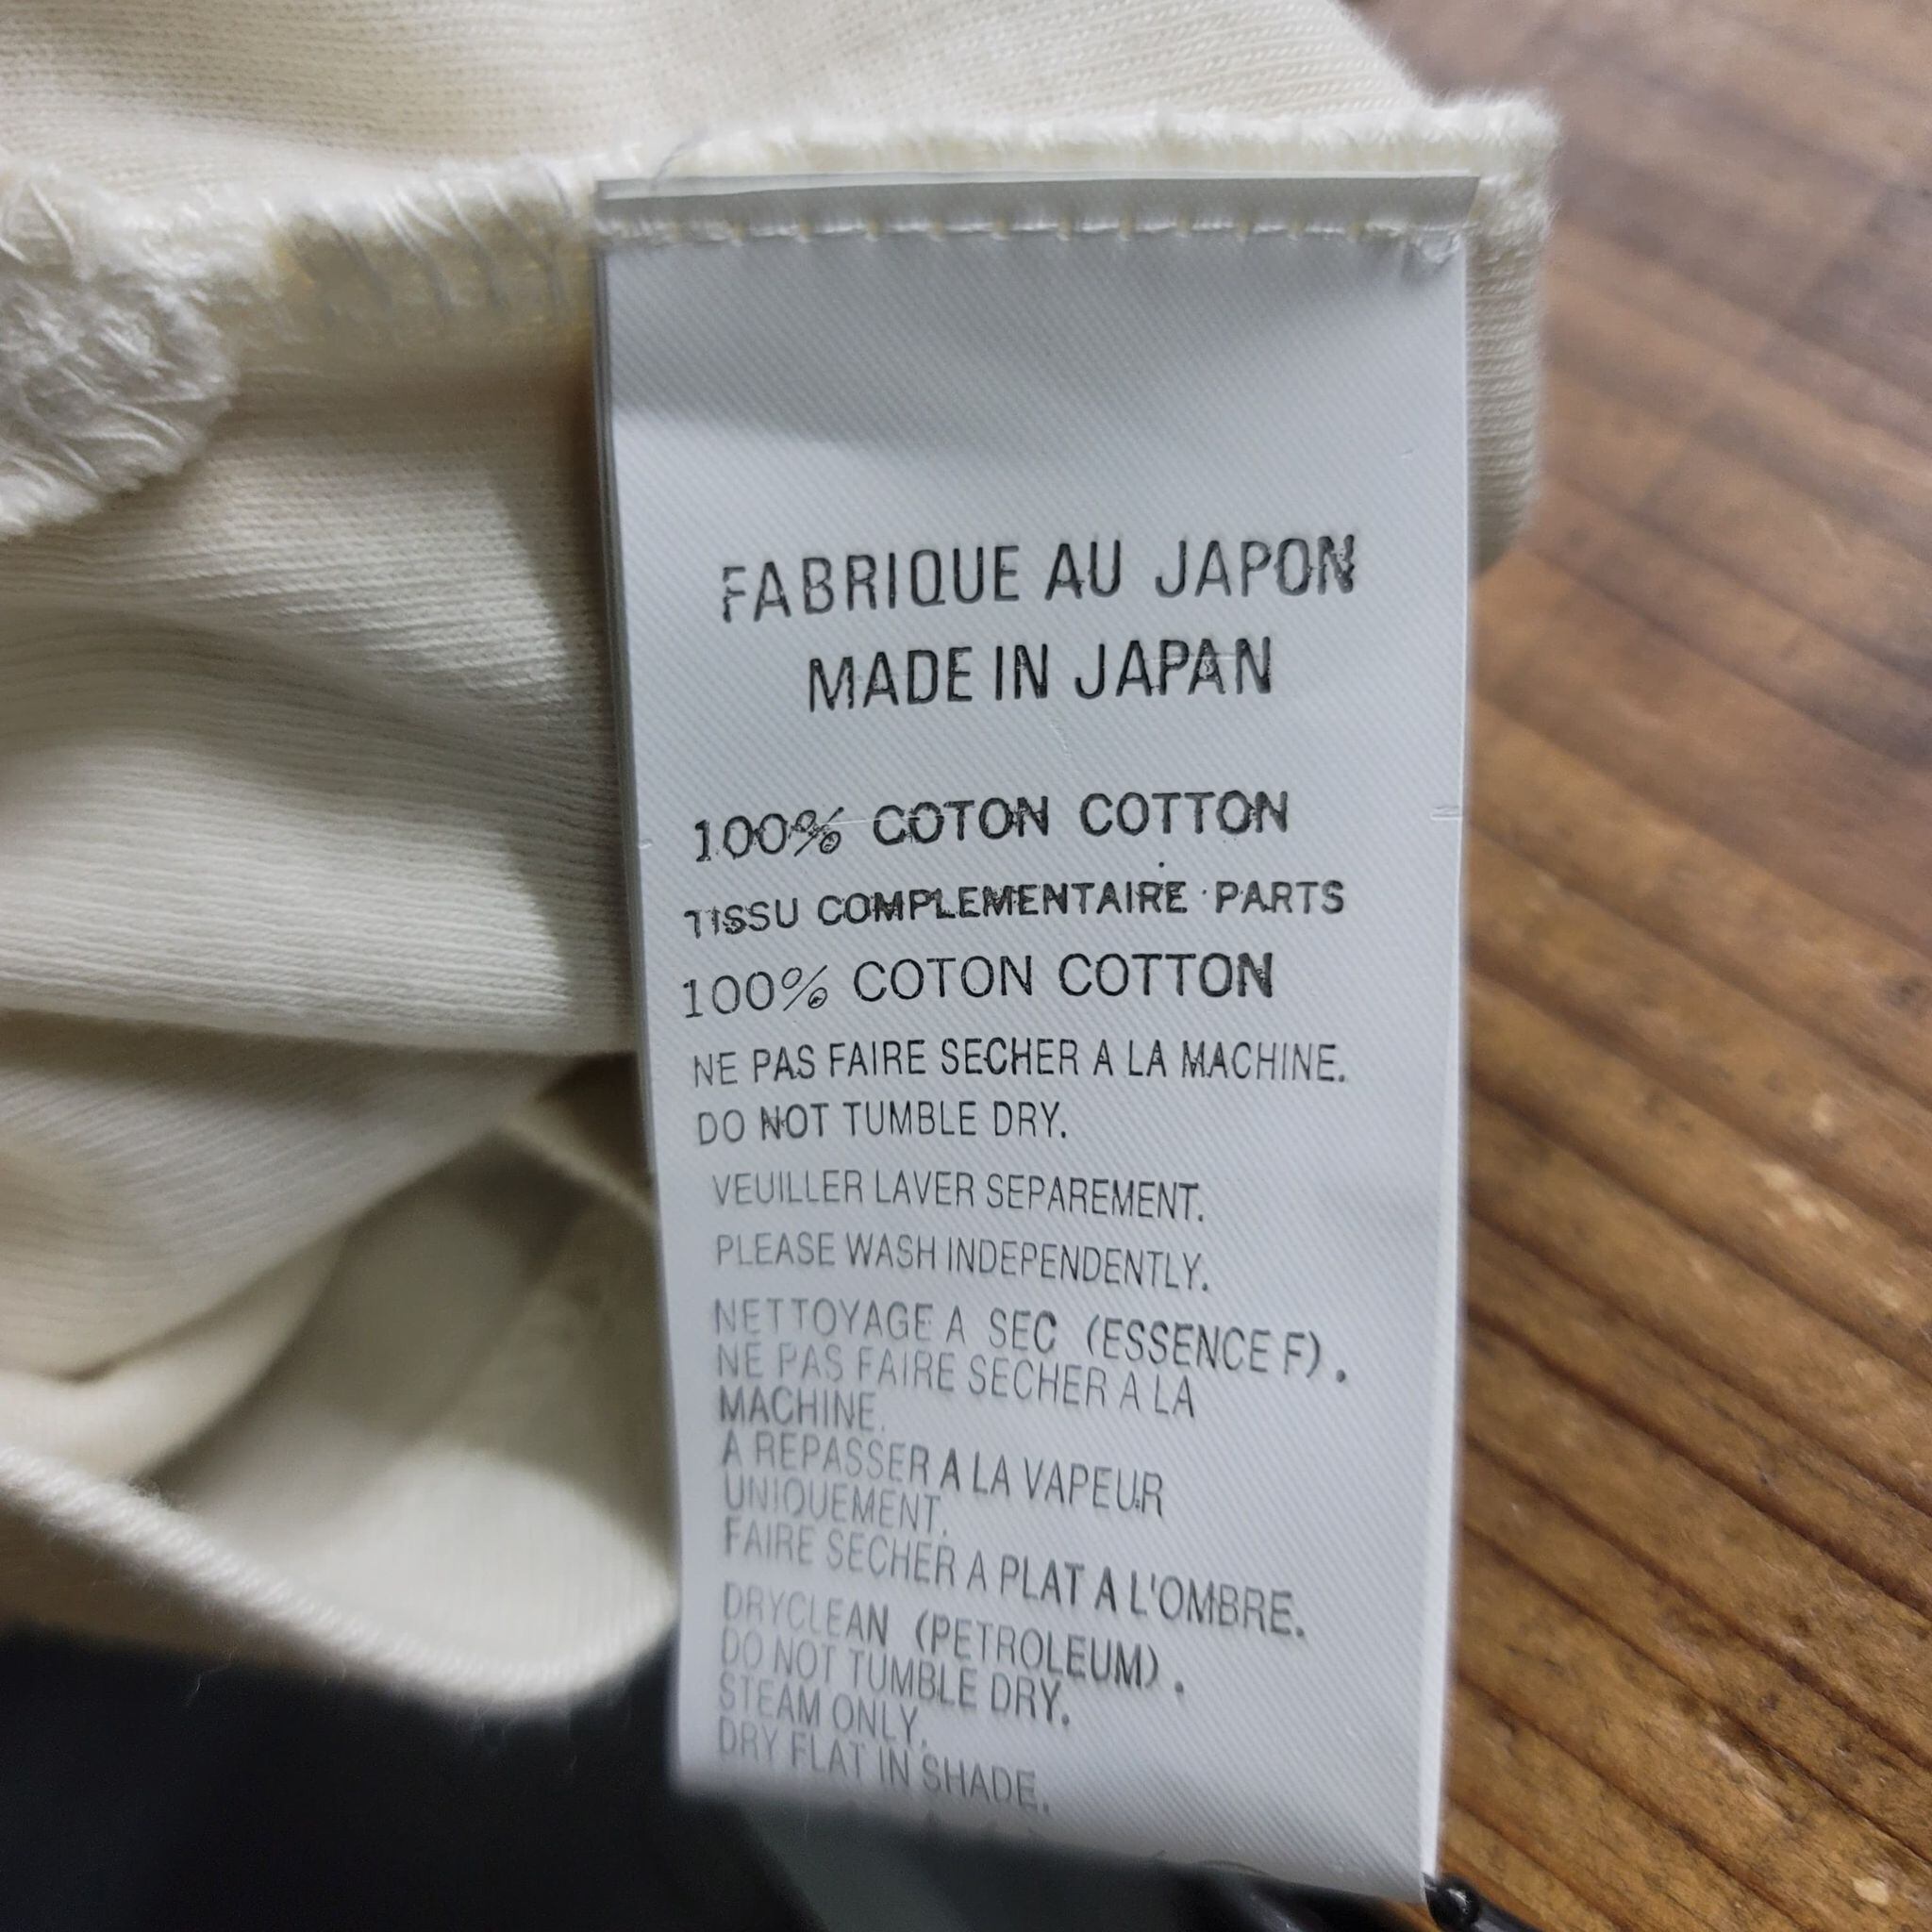 FABRIQUE AU JAPON
MADE IN JAPAN
100% COTON COTTON
TISSU COMPLEMENTAIRE · PARTS
100% COTON COTTON
NE PAS FAIRE SECHER A LA MACHINE.
DO NOT TUMBLE DRY.
VEUILLER LAVER SEPAREMENT.
PLEASE WASH INDEPENDENTLY.
NETTOYAGE A SEC (ESSENCE F).
NE PAS FAIRE SECHER A LA
MACHINE.
A REPASSER A LA VAPEUR
UNIQUEMENT.
FAIRE SECHER A PLAT A L'OMBRE.
DRYCLEAN (PETROLEUM).
DO NOT TUMBLE DRY.
STEAM ONLY.
DRY FLAT IN SHADE.